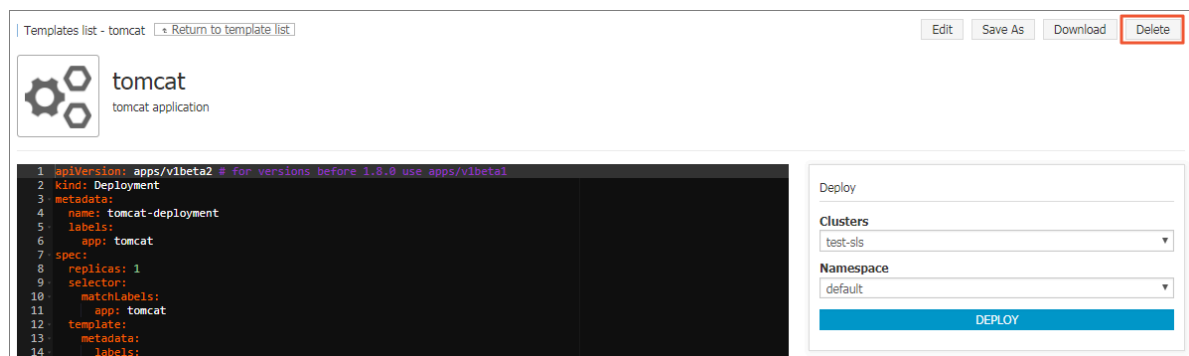 Templates list - tomcat Return to template list
Edit Save As Download Delete
tomcat
tomcat application
1 apiVersion: apps/v1beta2 # for versions before 1.8.0 use apps/v1beta1
2 kind: Deployment
3 metadata:
4 name: tomcat-deployment
5 labels:
6 app: tomcat
7 spec:
8 replicas: 1
9 selector:
10 matchLabels:
11 app: tomcat
12 template:
13 metadata:
14 labels:
Deploy
Clusters
test-sls
Namespace
default
DEPLOY